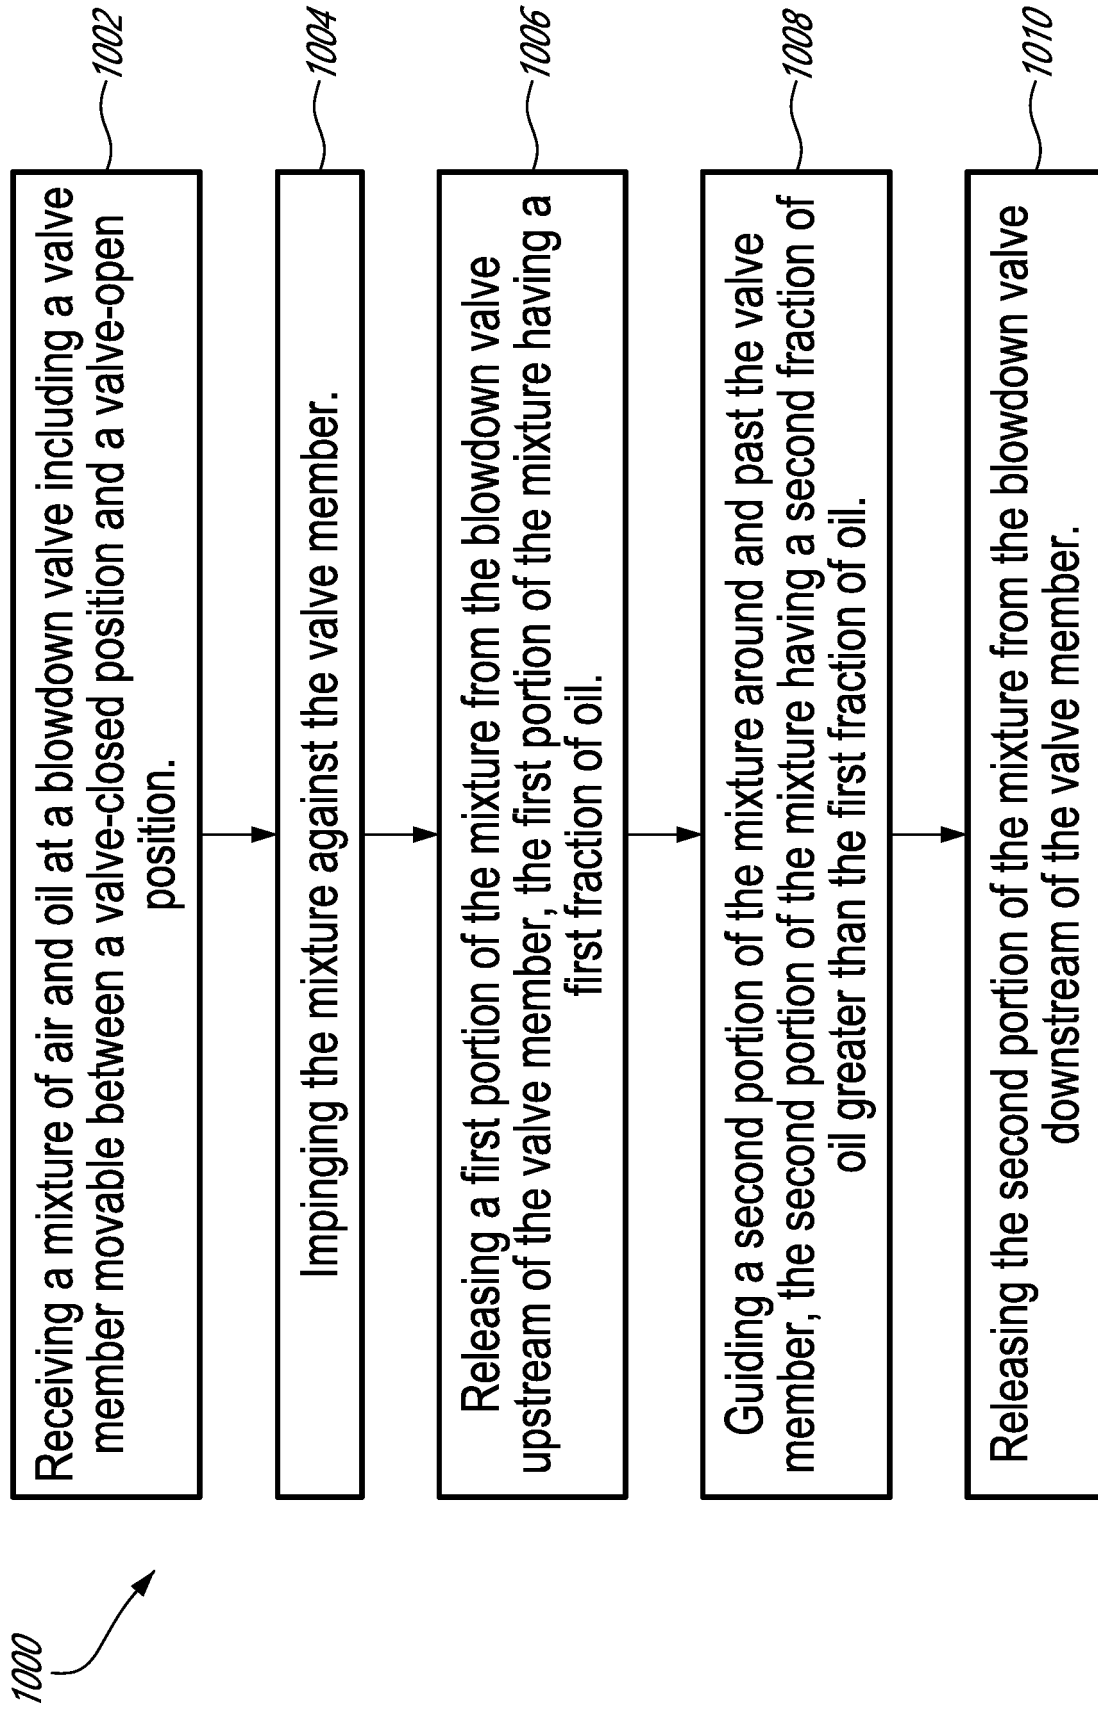 1000
Receiving a mixture of air and oil at a blowdown valve including a valve
member movable between a valve-closed position and a valve-open
position.
1002
Impinging the mixture against the valve member.
1004
Releasing a first portion of the mixture from the blowdown valve
upstream of the valve member, the first portion of the mixture having a
first fraction of oil.
1006
Guiding a second portion of the mixture around and past the valve
member, the second portion of the mixture having a second fraction of
oil greater than the first fraction of oil.
1008
Releasing the second portion of the mixture from the blowdown valve
downstream of the valve member.
1010